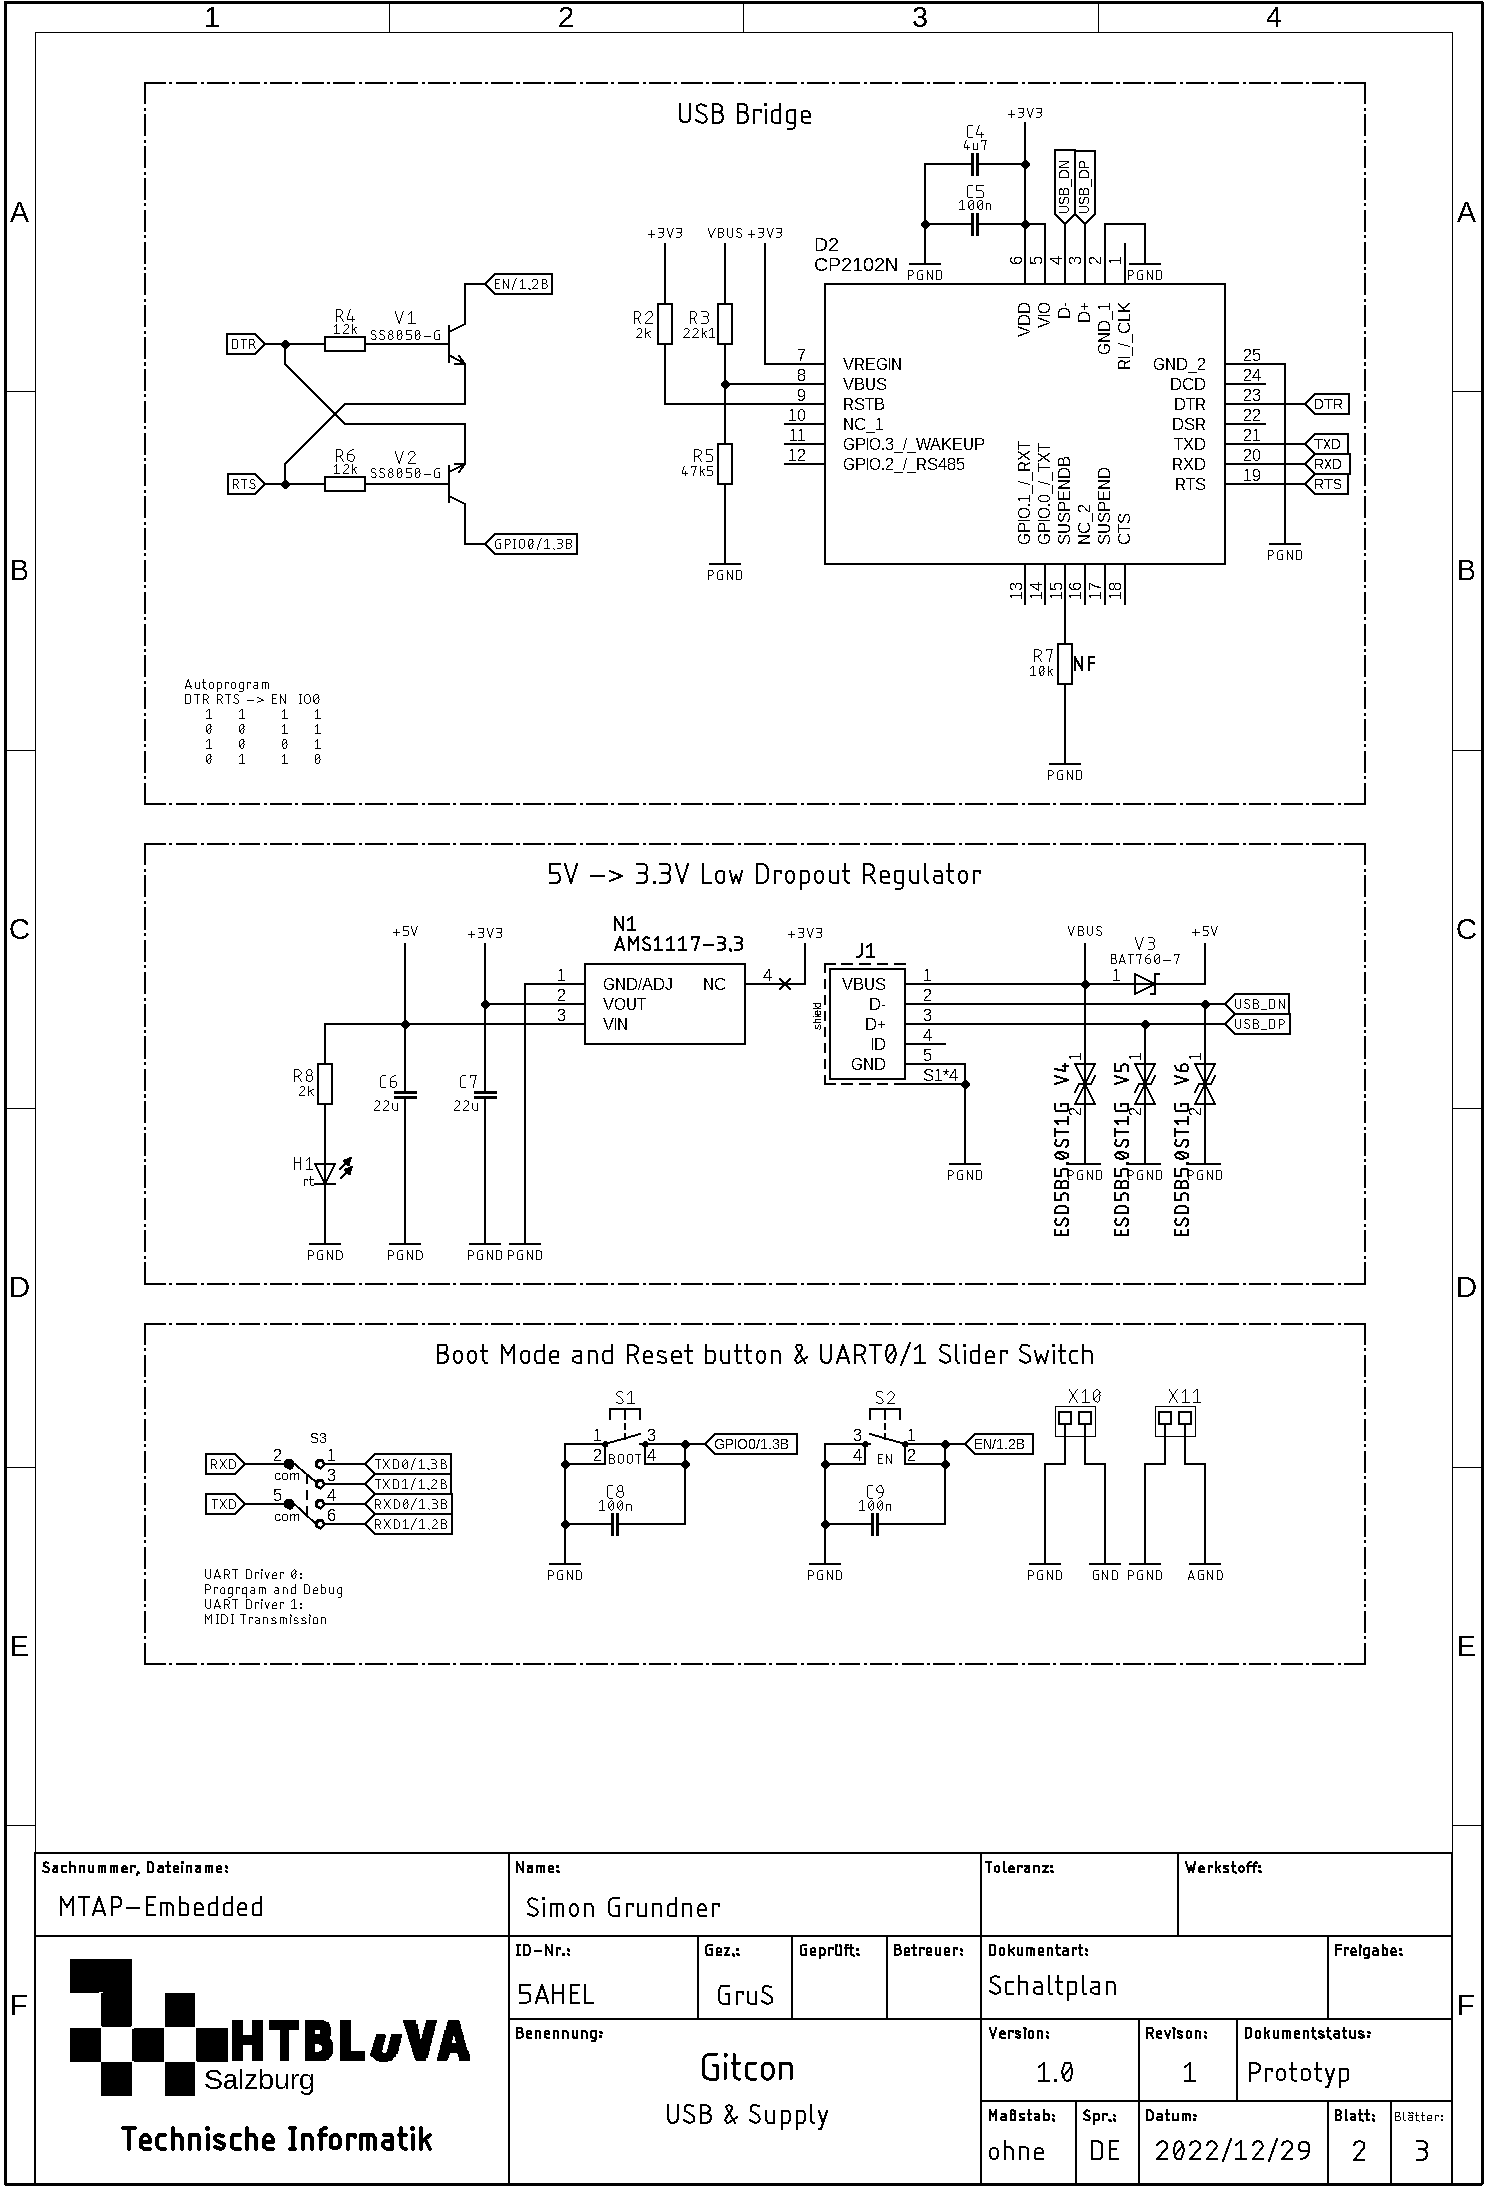 1 2 3 4
A A
B B
C C
D D
E E
F F
USB Bridge
+3V3
C4
4u7
C5
100n
PGND
USB_DN
USB_DP
PGND
+3V3 VBUS +3V3
D2
CP2102N
6 5 4 3 2 1
VDD
VIO
D-
D+
GND_1
RI_/_CLK
EN/1.2B
R4
12k
V1
SS8050-G
DTR
R6
12k
V2
SS8050-G
RTS
GPIO0/1.3B
R2
2k
R3
22k1
R5
47k5
PGND
7 VREGIN
8 VBUS
9 RSTB
10 NC_1
11 GPIO.3_/_WAKEUP
12 GPIO.2_/_RS485
GND_2 25
DCD 24
DTR 23 DTR
DSR 22
TXD 21 TXD
RXD 20 RXD
RTS 19 RTS
PGND
GPIO.1_/_RXT
GPIO.0_/_TXT
SUSPENDB
NC_2
SUSPEND
CTS
13 14 15 16 17 18
R7
10k
NF
PGND
Autoprogram
DTR RTS -> EN IO0
1 1 1 1
0 0 1 1
1 0 0 1
0 1 1 0
5V -> 3.3V Low Dropout Regulator
+5V
+3V3
N1
AMS1117-3.3
+3V3
1 GND/ADJ NC 4
2 VOUT
3 VIN
R8
2k
C6
22u
C7
22u
H1
rt
PGND PGND PGND PGND
J1
shield
VBUS 1
D- 2
D+ 3
ID 4
GND 5
S1*4
PGND
VBUS
V3
BAT760-7
1
+5V
USB_DN
USB_DP
V4 1 2
ESD5B5.0ST1G
PGND
V5 1 2
ESD5B5.0ST1G
PGND
V6 1 2
ESD5B5.0ST1G
PGND
Boot Mode and Reset button & UART0/1 Slider Switch
S3
RXD 2 com 1 TXD0/1.3B
3 TXD1/1.2B
TXD 5 com 4 RXD0/1.3B
6 RXD1/1.2B
UART Driver 0:
Progrqam and Debug
UART Driver 1:
MIDI Transmission
S1
1 3
2 BOOT 4
GPIO0/1.3B
C8
100n
PGND
S2
3 1
4 EN 2
EN/1.2B
C9
100n
PGND
X10
PGND GND
X11
PGND AGND
Sachnummer, Dateiname:
MTAP-Embedded
Name:
Simon Grundner
Toleranz:
Werkstoff:
HTBLuVA
Salzburg
Technische Informatik
ID-Nr.:
5AHEL
Gez.:
GruS
Geprüft:
Betreuer:
Dokumentart:
Schaltplan
Freigabe:
Benennung:
Gitcon
USB & Supply
Version:
1.0
Revison:
1
Dokumentstatus:
Prototyp
Maßstab:
ohne
Spr.:
DE
Datum:
2022/12/29
Blatt:
2
Blätter:
3